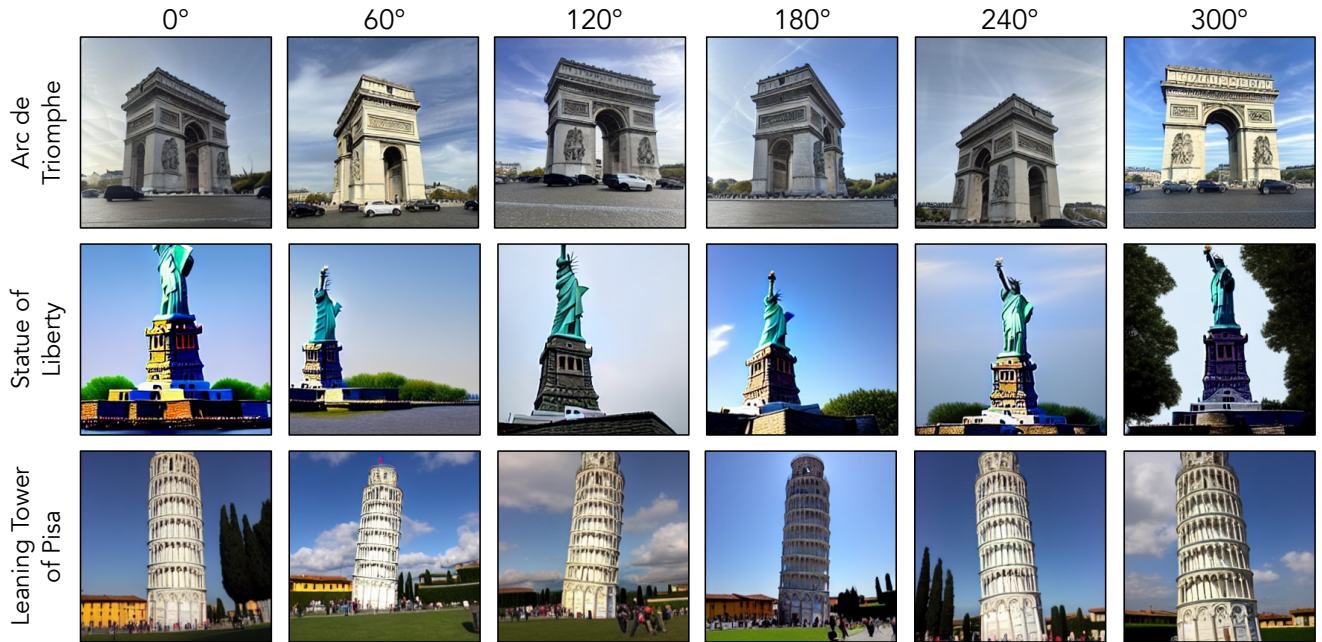 0° 60° 120° 180° 240° 300°
Arc de
Triomphe
Statue of
Liberty
Leaning Tower
of Pisa